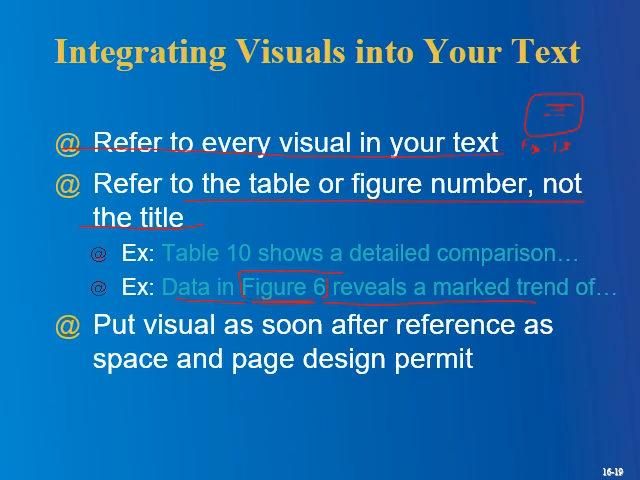 Integrating Visuals into Your Text
@ Refer to every visual in your text
@ Refer to the table or figure number, not
the title
@ Ex: Table 10 shows a detailed comparison…
@ Ex: Data in Figure 6 reveals a marked trend of…
@ Put visual as soon after reference as
space and page design permit
16-19